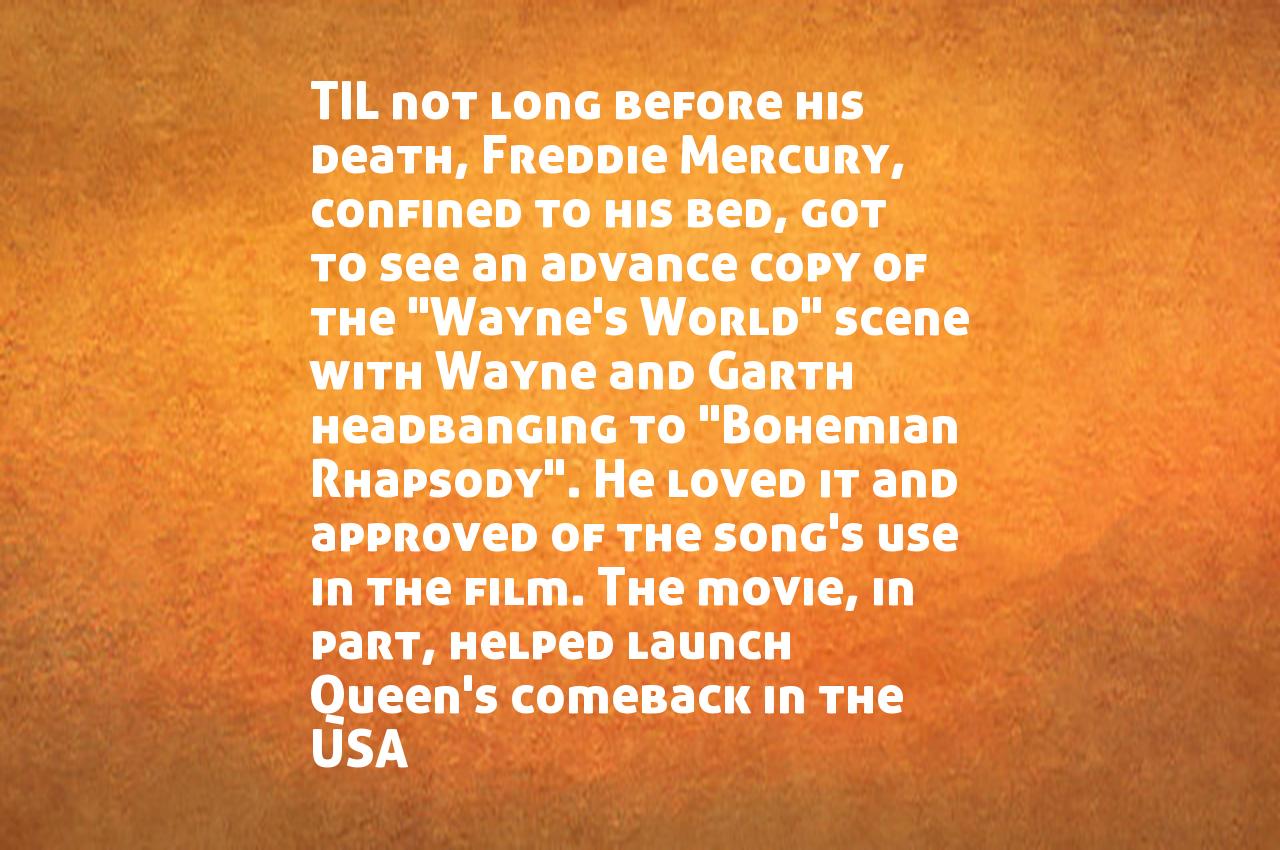 TIL not long before his
death, Freddie Mercury,
confined to his bed, got
to see an advance copy of
the "Wayne's World" scene
with Wayne and Garth
headbanging to "Bohemian
Rhapsody". He loved it and
approved of the song's use
in the film. The movie, in
part, helped launch
Queen's comeback in the
USA